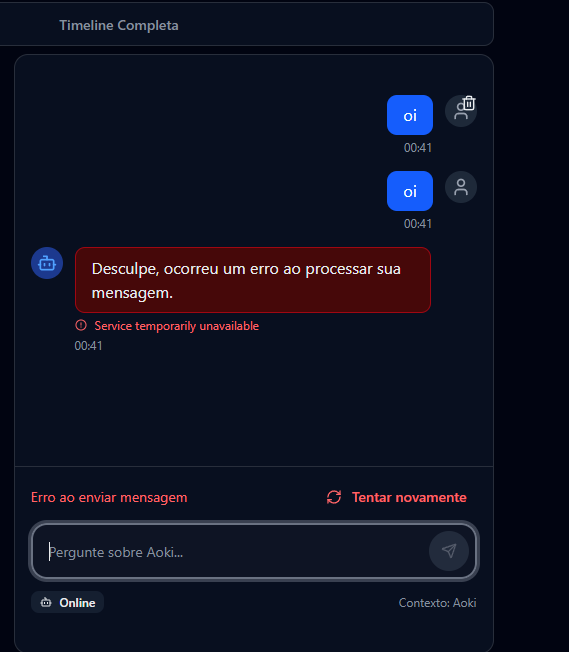 Timeline Completa
oi
00:41
oi
00:41
Desculpe, ocorreu um erro ao processar sua
mensagem.
Service temporarily unavailable
00:41
Erro ao enviar mensagem
Tentar novamente
Pergunte sobre Aoki...
Online
Contexto: Aoki